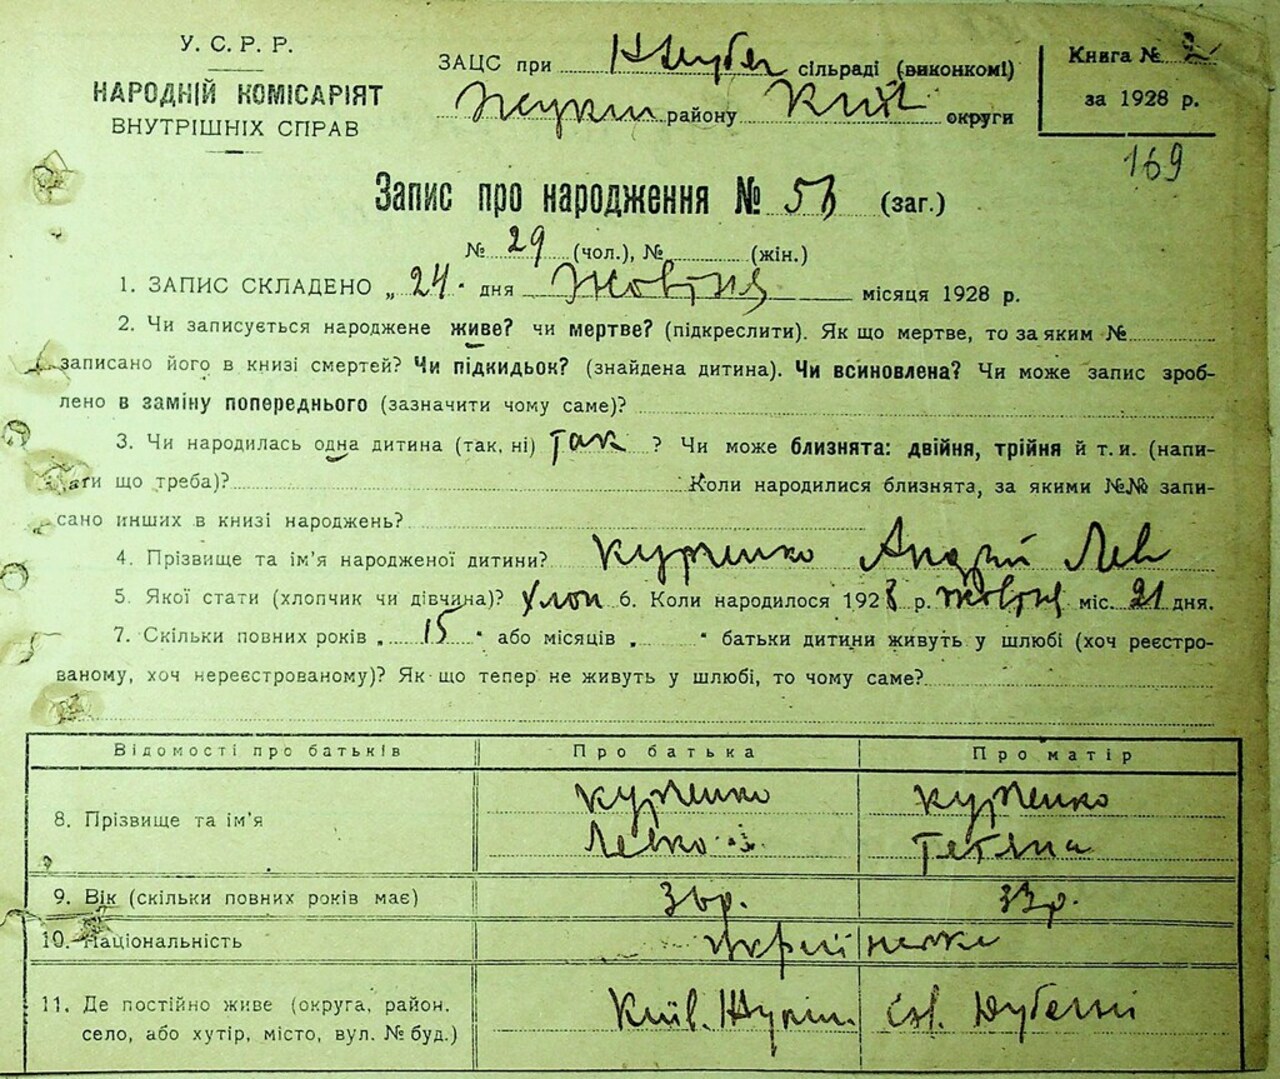 У. С. Р. Р.
НАРОДНІЙ КОМІСАРІЯТ
ВНУТРІШНІХ СПРАВ
ЗАЦС при сільраді (виконкомі)
району Київ округи
Книга № 2
за 1928 р.
169
Запис про народження № (заг.)
№ 29 (чол.), № (жін.)
1. ЗАПИС СКЛАДЕНО „ 24 " дня Жовтня місяця 1928 р.
2. Чи записується народжене живе? чи мертве? (підкреслити). Як що мертве, то за яким №
записано його в книзі смертей? Чи підкидьок? (знайдена дитина). Чи всиновлена? Чи може запис зроб-
лено в заміну попереднього (зазначити чому саме)?
3. Чи народилась одна дитина (так, ні) так ? Чи може близнята: двійня, трійня й т. и. (напи-
сати що треба)? Коли народилися близнята, за якими №№ запи-
сано инших в книзі народжень?
4. Прізвище та ім'я народженої дитини? Андрій Лев
5. Якої стати (хлопчик чи дівчина)? хлоп 6. Коли народилося 1928 р. Жовтня міс. 21 дня.
7. Скільки повних років „ 15 " або місяців „ " батьки дитини живуть у шлюбі (хоч реєстро-
ваному, хоч нереєстрованому)? Як що тепер не живуть у шлюбі, то чому саме?
Відомості про батьків Про батька Про матір
8. Прізвище та ім'я
Левко Тетяна
9. Вік (скільки повних років має) 36 р. 33 р.
10. Національність
11. Де постійно живе (округа, район, Київ.
село, або хутір, місто, вул. № буд.)